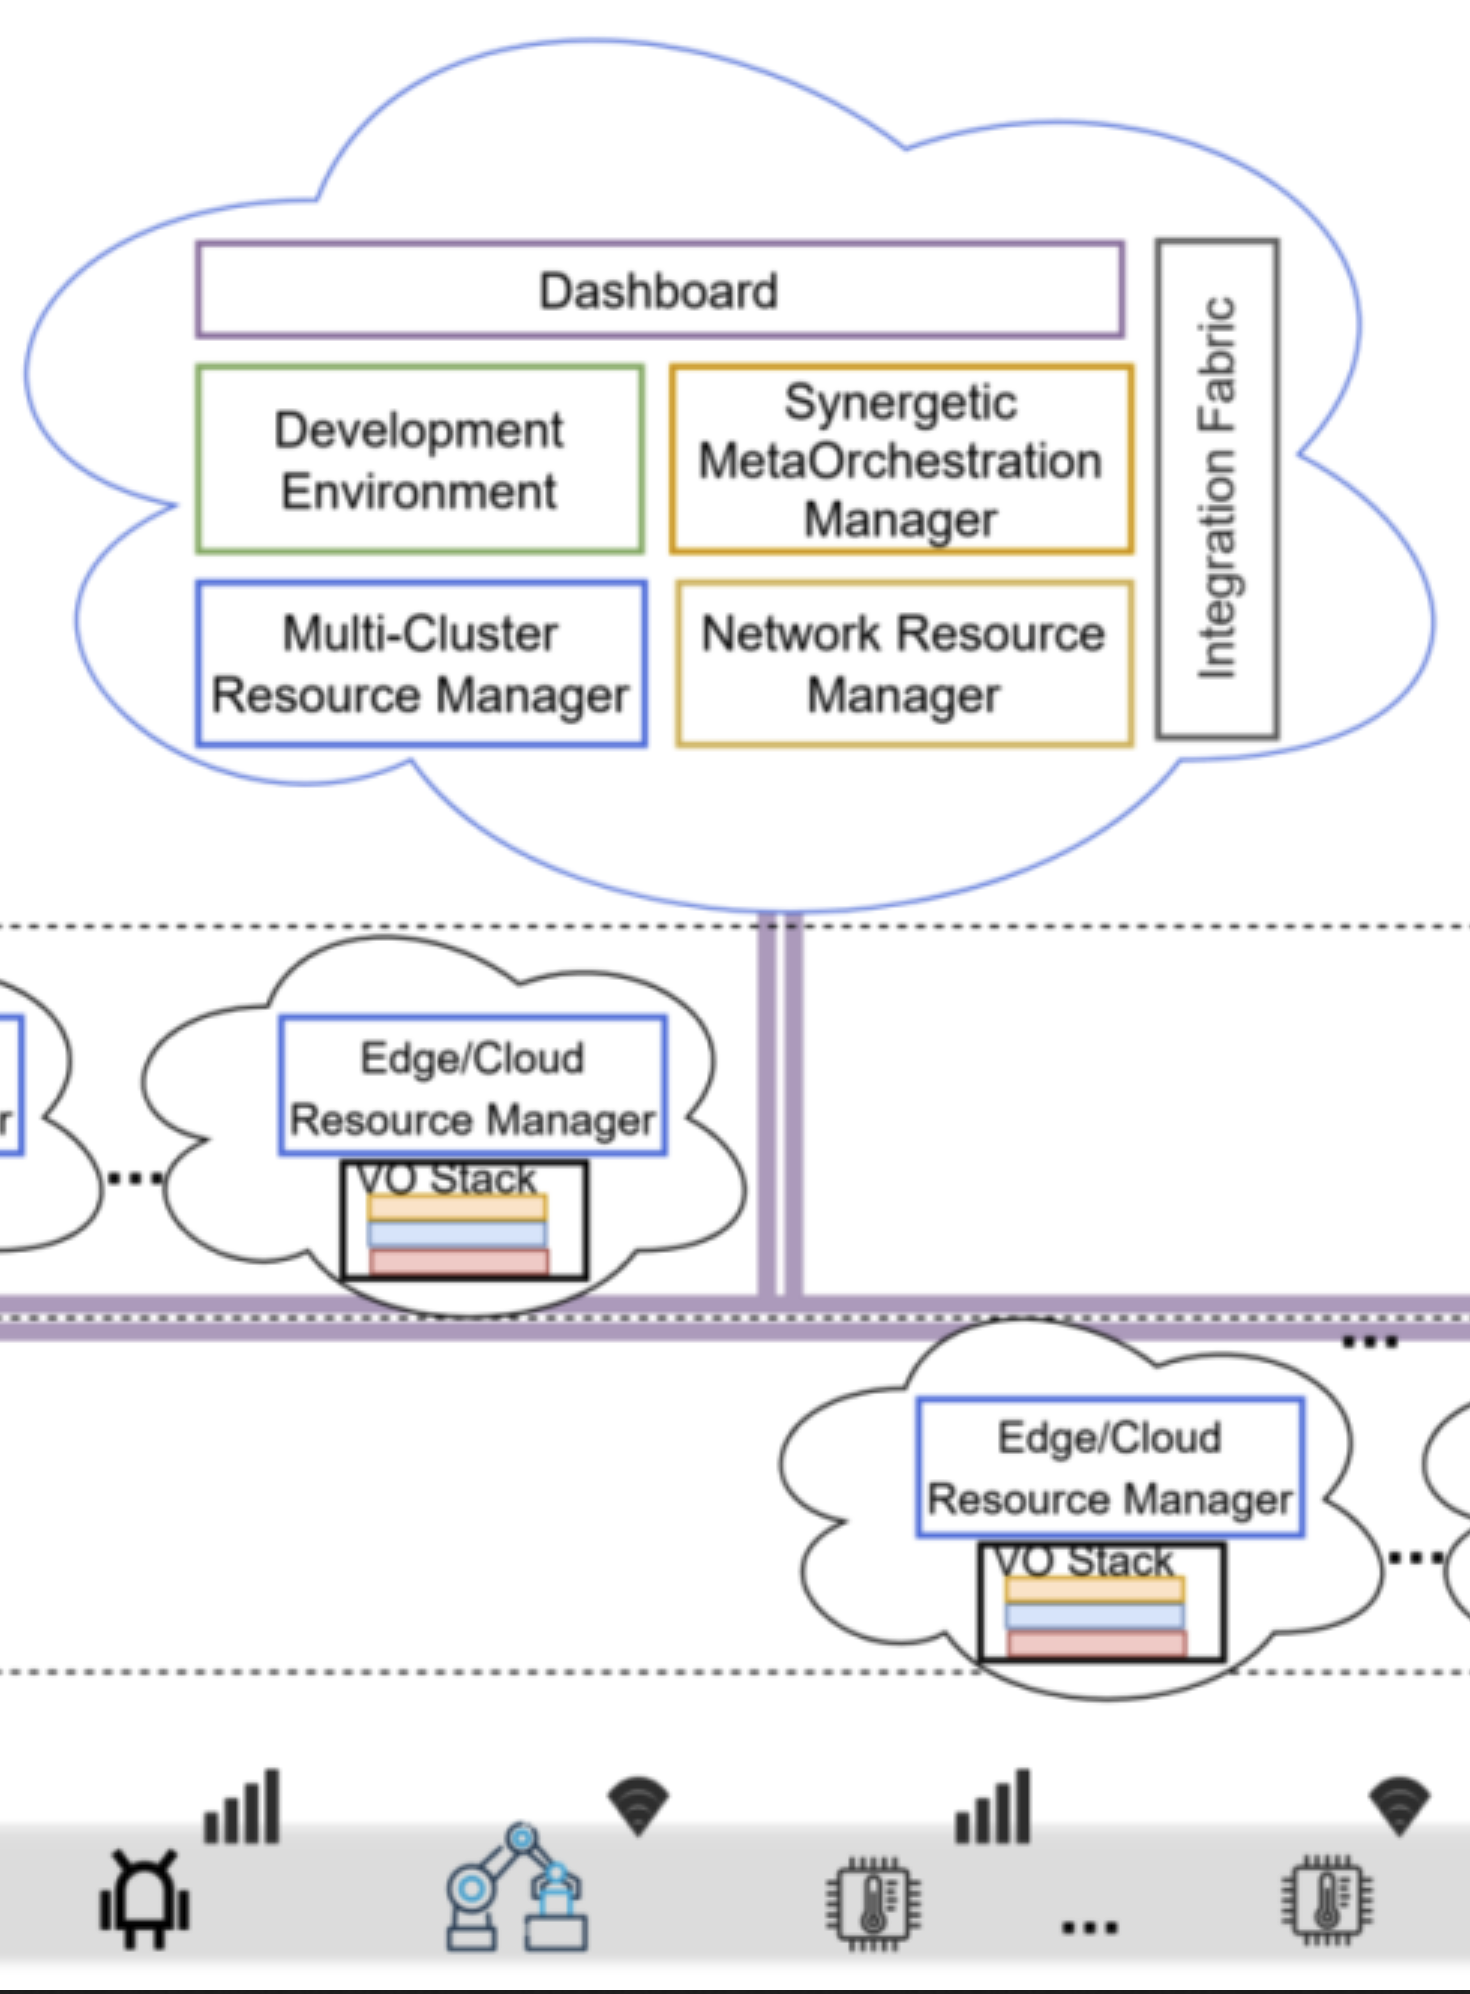 Dashboard
Development
Environment
Synergetic
MetaOrchestration
Manager
Multi-Cluster
Resource Manager
Network Resource
Manager
Integration Fabric
r
Edge/Cloud
Resource Manager
VO Stack
...
...
Edge/Cloud
Resource Manager
VO Stack
...
...